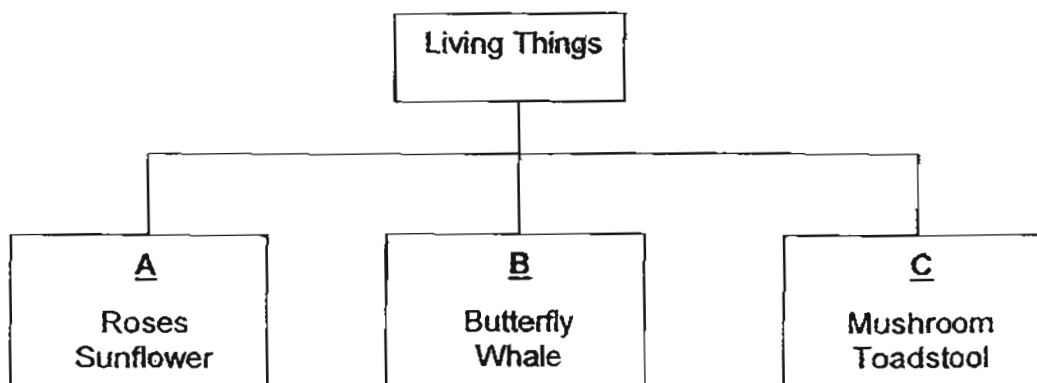 Living Things
A
Roses
Sunflower
B
Butterfly
Whale
C
Mushroom
Toadstool